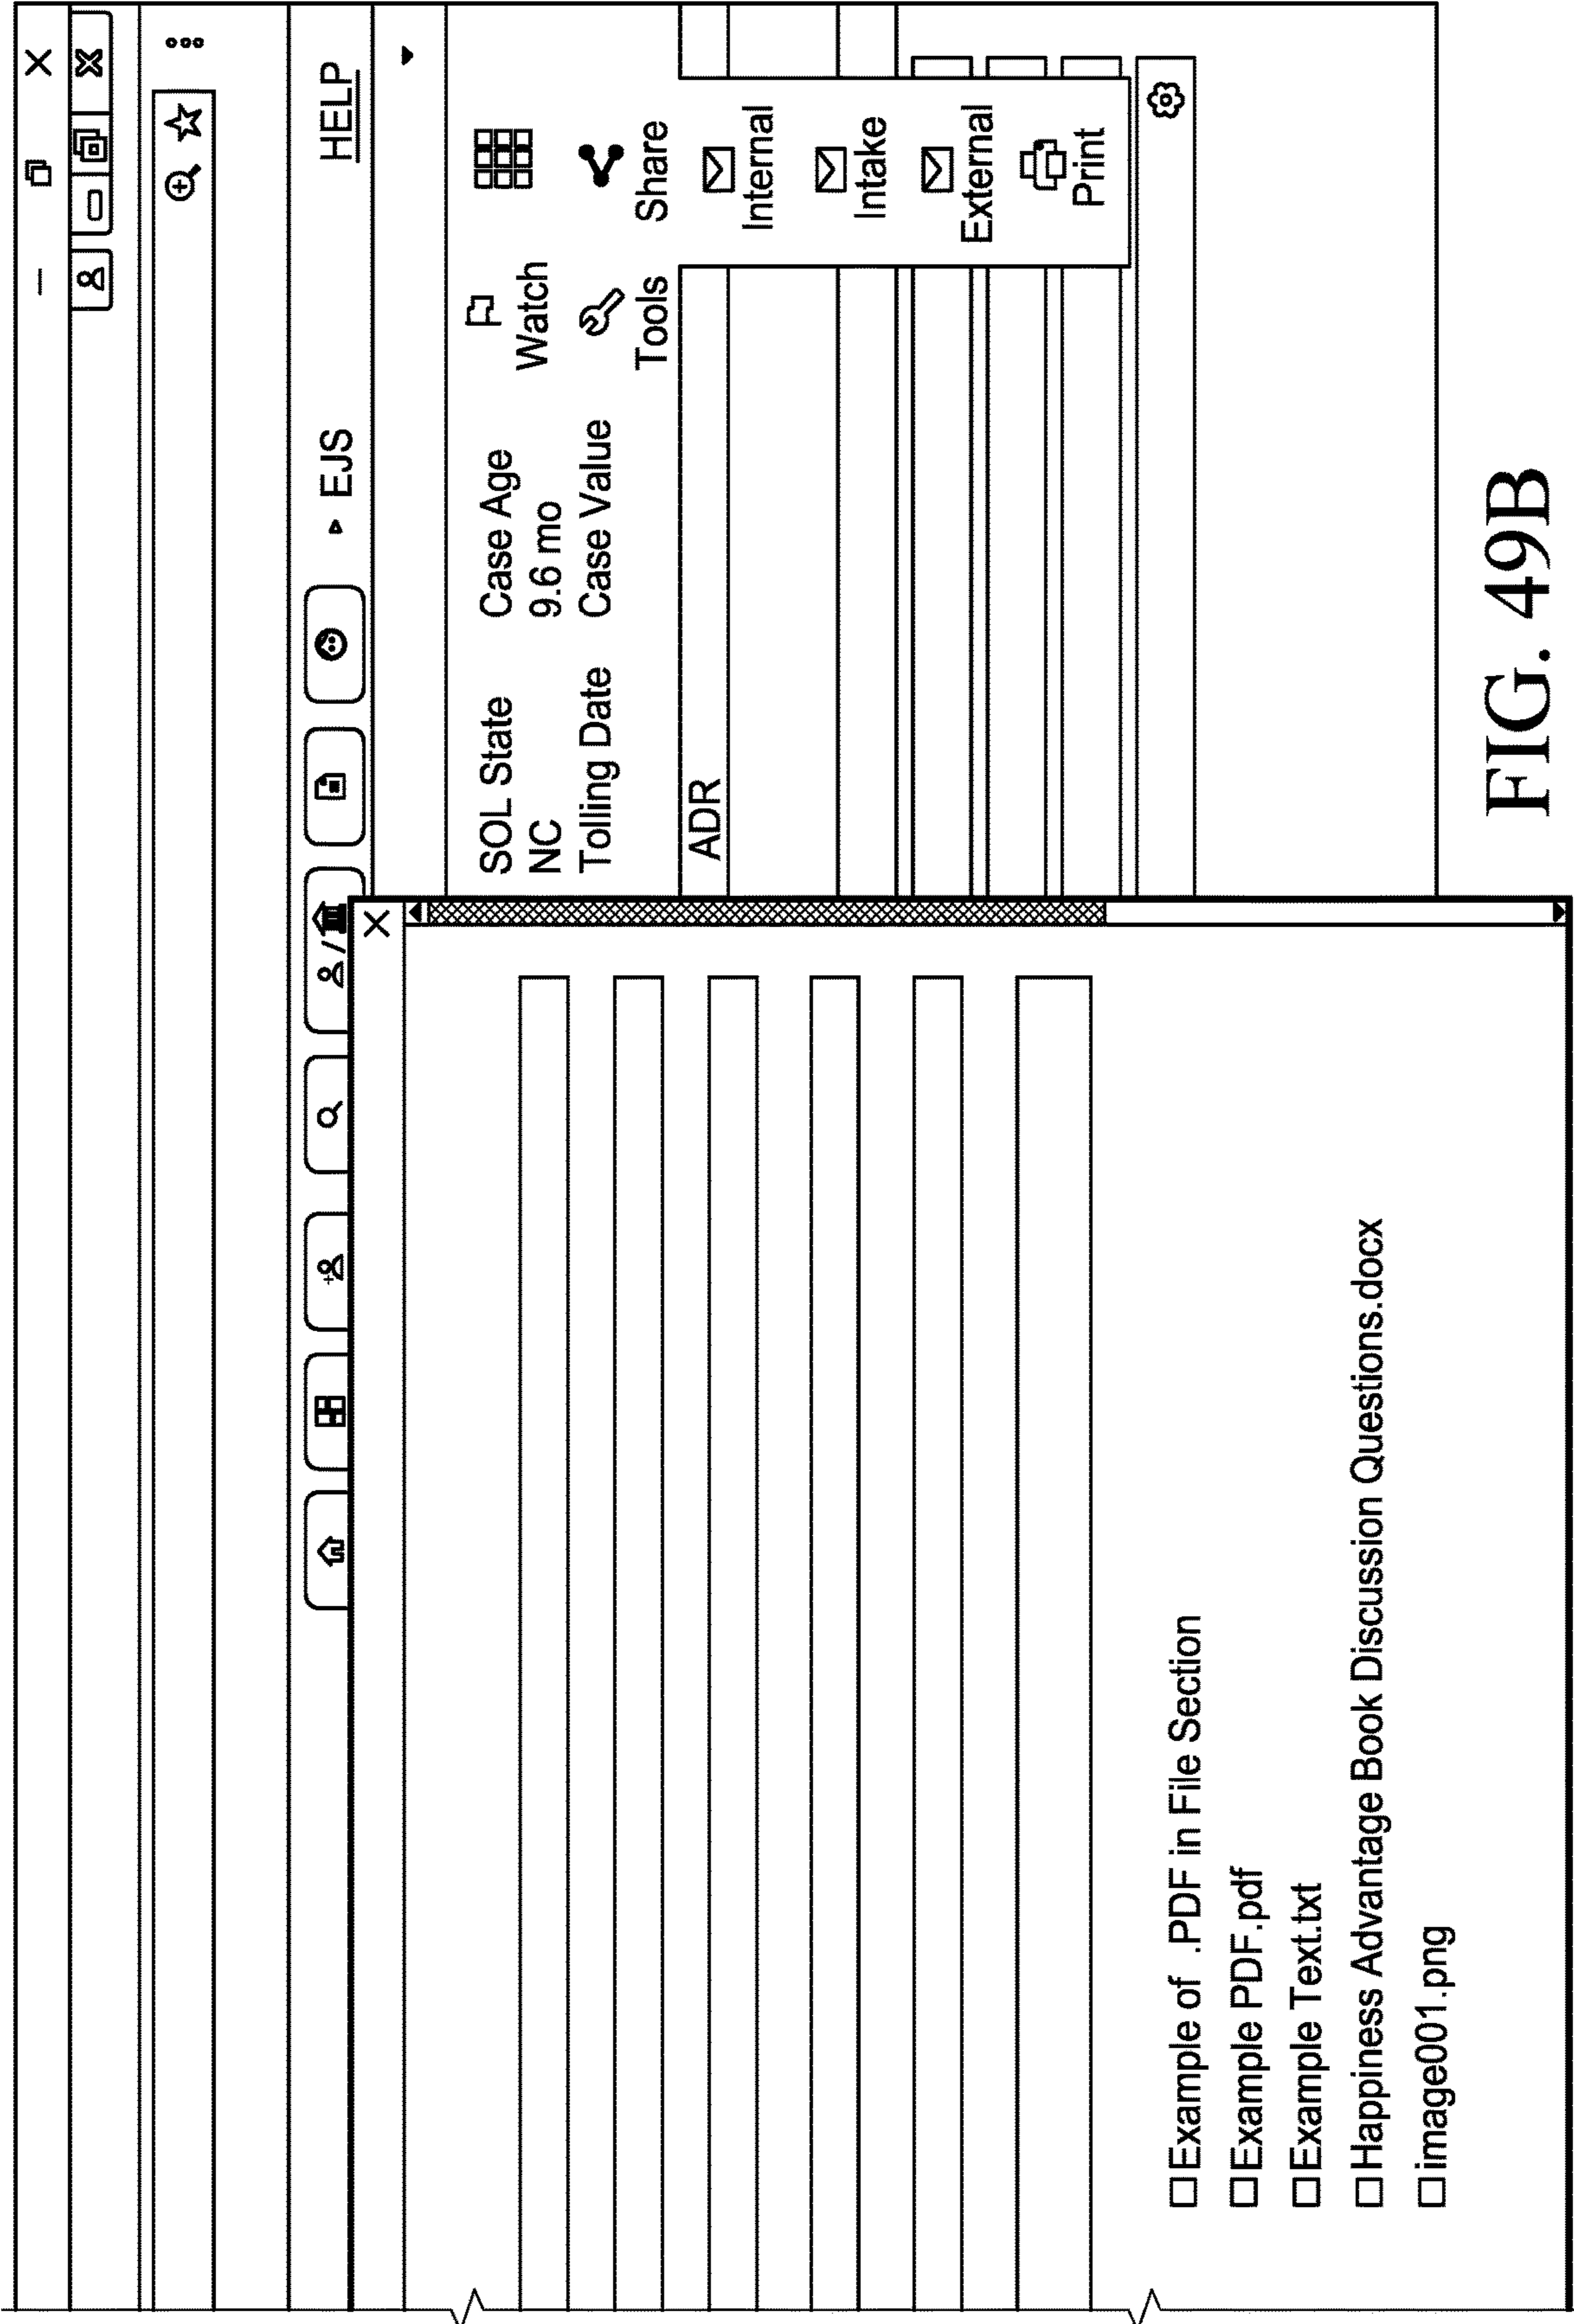 HELP
EJS
SOL State
NC
Tolling Date
Case Age
9.6 mo
Case Value
Watch
Tools
Share
ADR
Internal
Intake
External
Print
Example of .PDF in File Section
Example PDF.pdf
Example Text.txt
Happiness Advantage Book Discussion Questions.docx
image001.png
FIG. 49B